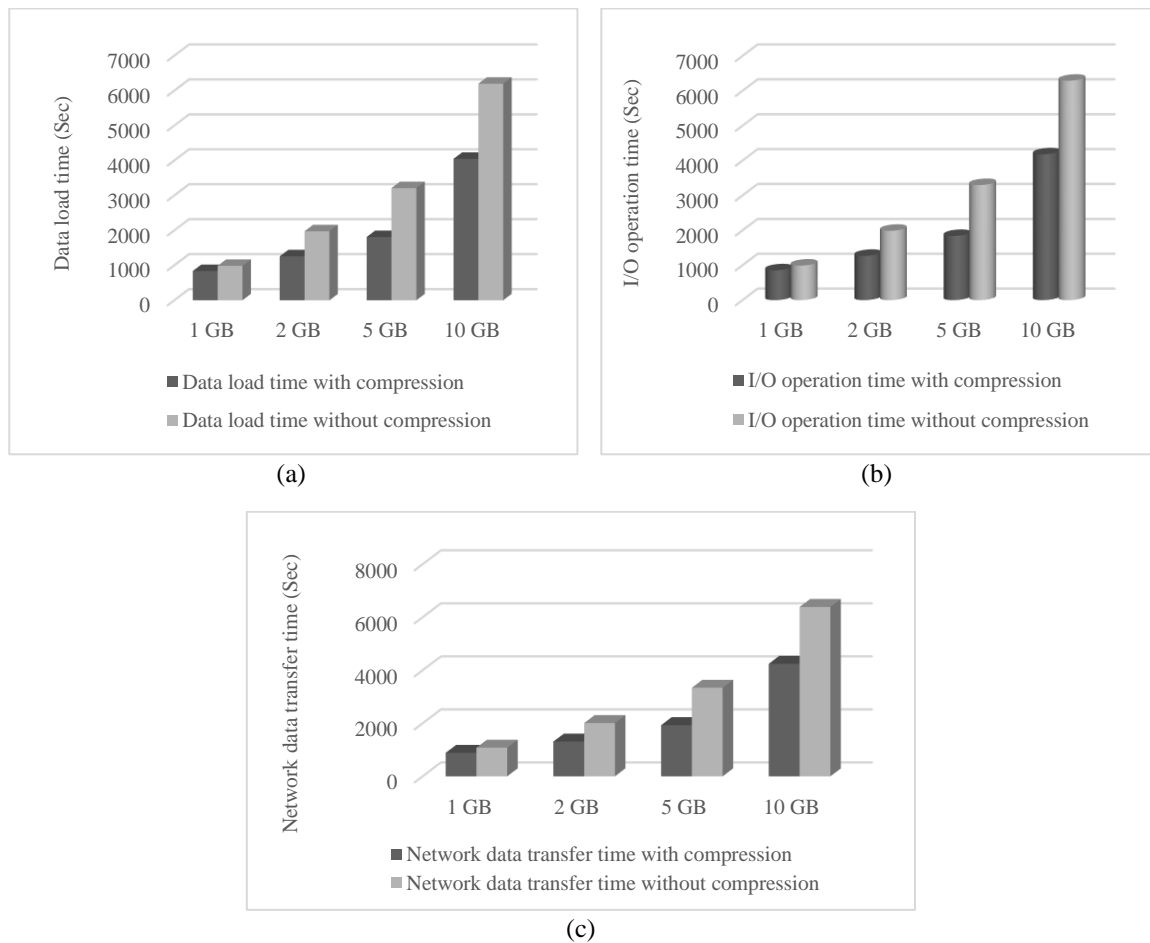 Data load time (Sec)
7000
6000
5000
4000
3000
2000
1000
0
1 GB 2 GB 5 GB 10 GB
Data load time with compression
Data load time without compression
(a)
I/O operation time (Sec)
7000
6000
5000
4000
3000
2000
1000
0
1 GB 2 GB 5 GB 10 GB
I/O operation time with compression
I/O operation time without compression
(b)
Network data transfer time (Sec)
8000
6000
4000
2000
0
1 GB 2 GB 5 GB 10 GB
Network data transfer time with compression
Network data transfer time without compression
(c)